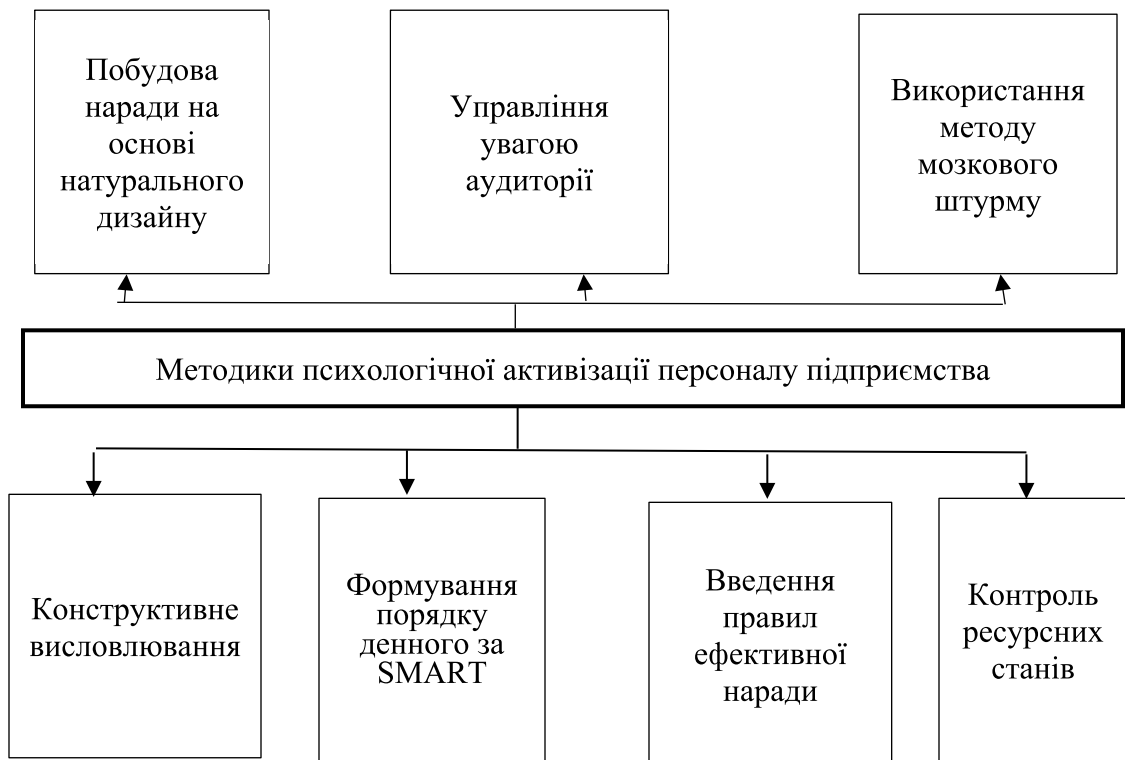 Побудова
наради на
основі
натурального
дизайну
Управління
увагою
аудиторії
Використання
методу
мозкового
штурму
Методики психологічної активізації персоналу підприємства
Конструктивне
висловлювання
Формування
порядку
денного за
SMART
Введення
правил
ефективної
наради
Контроль
ресурсних
станів